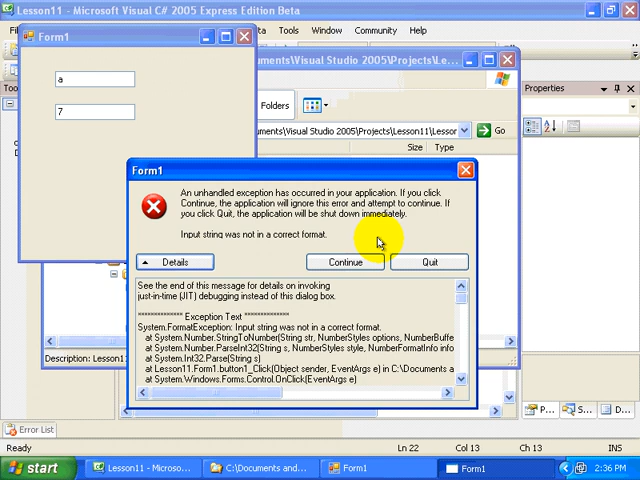 Lesson11 - Microsoft Visual C# 2005 Express Edition Beta
Data Tools Window Community Help
Form1
cuments\Visual Studio 2005\Projects\Le...
a
7
Folders
cuments\Visual Studio 2005\Projects\Lesson11\Lessor
Go
Size Type
Properties
Form1
An unhandled exception has occurred in your application. If you click
Continue, the application will ignore this error and attempt to continue. If
you click Quit, the application will be shut down immediately.
Input string was not in a correct format.
Details
Continue
Quit
See the end of this message for details on invoking
just-in-time (JIT) debugging instead of this dialog box.
************** Exception Text **************
System.FormatException: Input string was not in a correct format.
at System.Number.StringToNumber(String str, NumberStyles options, NumberBuffe
at System.Number.ParseInt32(String s, NumberStyles style, NumberFormatInfo info
at System.Int32.Parse(String s)
at Lesson11.Form1.button1_Click(Object sender, EventArgs e) in C:\Documents a
at System.Windows.Forms.Control.OnClick(EventArgs e)
Description: Lesson11
P...
S...
D...
Error List
Ready
Ln 22
Col 13
Ch 13
INS
start
Lesson11 - Microso...
C:\Documents and...
Form1
Form1
2:36 PM